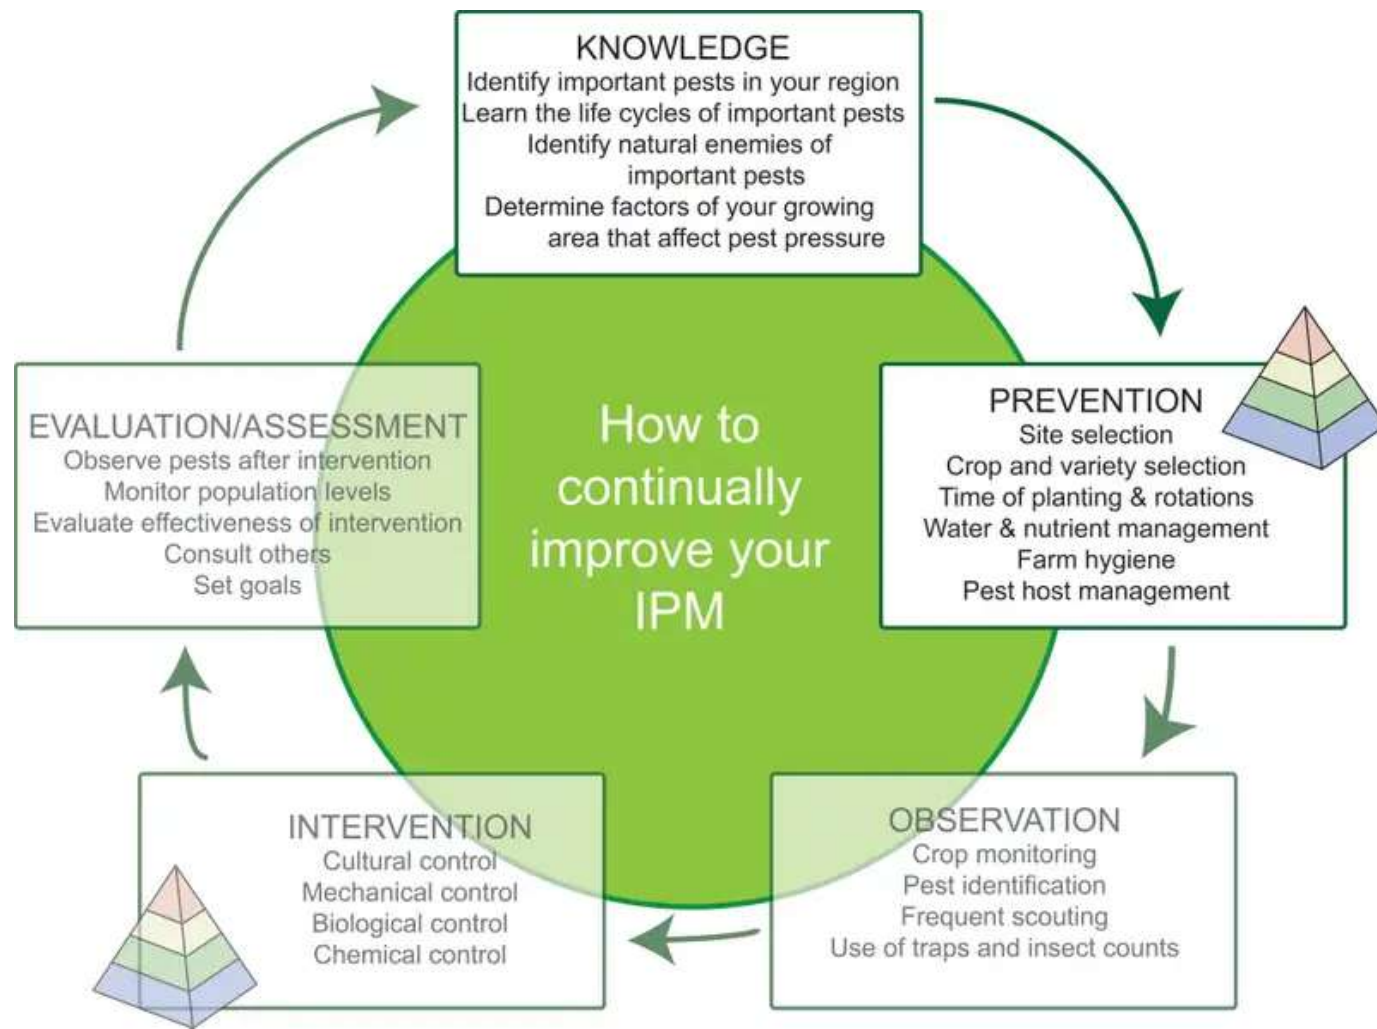 KNOWLEDGE
Identify important pests in your region
Learn the life cycles of important pests
Identify natural enemies of
important pests
Determine factors of your growing
area that affect pest pressure
PREVENTION
Site selection
Crop and variety selection
Time of planting & rotations
Water & nutrient management
Farm hygiene
Pest host management
OBSERVATION
Crop monitoring
Pest identification
Frequent scouting
Use of traps and insect counts
INTERVENTION
Cultural control
Mechanical control
Biological control
Chemical control
EVALUATION/ASSESSMENT
Observe pests after intervention
Monitor population levels
Evaluate effectiveness of intervention
Consult others
Set goals
How to
continually
improve your
IPM